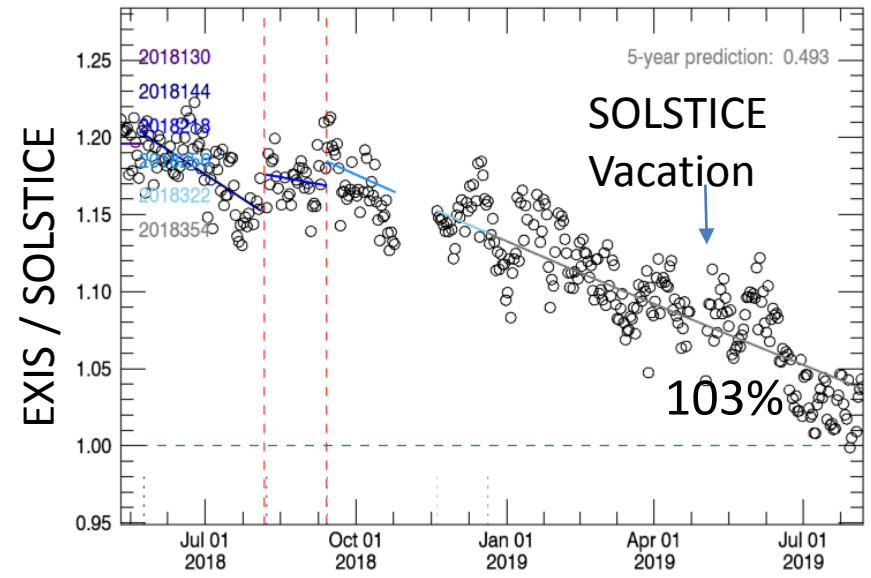 1.25
1.20
1.15
1.10
1.05
1.00
0.95
EXIS / SOLSTICE
2018130
2018144
2018218
2018322
2018354
5-year prediction: 0.493
SOLSTICE
Vacation
103%
Jul 01
2018
Oct 01
2018
Jan 01
2019
Apr 01
2019
Jul 01
2019